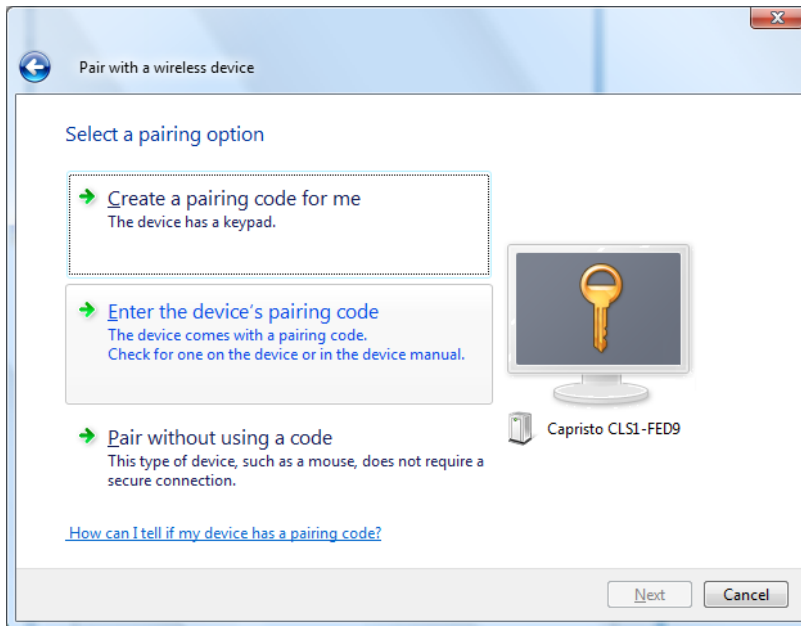 Pair with a wireless device
Select a pairing option
Create a pairing code for me
The device has a keypad.
Enter the device's pairing code
The device comes with a pairing code.
Check for one on the device or in the device manual.
Capristo CLS1-FED9
Pair without using a code
This type of device, such as a mouse, does not require a
secure connection.
How can I tell if my device has a pairing code?
Next
Cancel